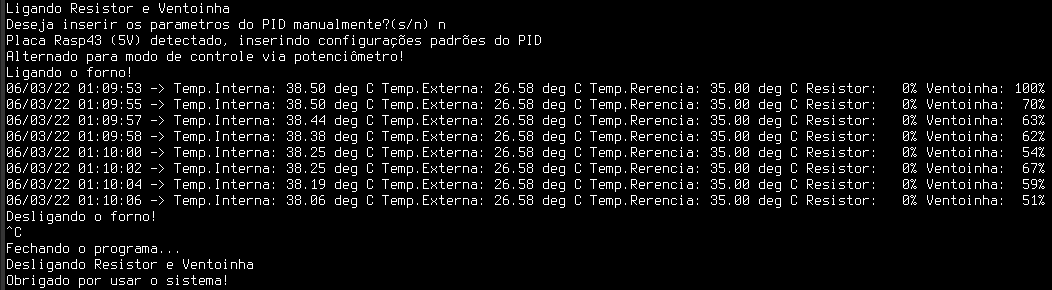 Ligando Resistor e Ventoinha
Deseja inserir os parametros do PID manualmente?(s/n) n
Placa Rasp43 (5V) detectado, inserindo configurações padrões do PID
Alternado para modo de controle via potenciômetro!
Ligando o forno!
06/03/22 01:09:53 -> Temp.Interna: 38.50 deg C Temp.Externa: 26.58 deg C Temp.Rerencia: 35.00 deg C Resistor:   0% Ventoinha: 100%
06/03/22 01:09:55 -> Temp.Interna: 38.50 deg C Temp.Externa: 26.58 deg C Temp.Rerencia: 35.00 deg C Resistor:   0% Ventoinha:  70%
06/03/22 01:09:57 -> Temp.Interna: 38.44 deg C Temp.Externa: 26.58 deg C Temp.Rerencia: 35.00 deg C Resistor:   0% Ventoinha:  63%
06/03/22 01:09:58 -> Temp.Interna: 38.38 deg C Temp.Externa: 26.58 deg C Temp.Rerencia: 35.00 deg C Resistor:   0% Ventoinha:  62%
06/03/22 01:10:00 -> Temp.Interna: 38.25 deg C Temp.Externa: 26.58 deg C Temp.Rerencia: 35.00 deg C Resistor:   0% Ventoinha:  54%
06/03/22 01:10:02 -> Temp.Interna: 38.25 deg C Temp.Externa: 26.58 deg C Temp.Rerencia: 35.00 deg C Resistor:   0% Ventoinha:  67%
06/03/22 01:10:04 -> Temp.Interna: 38.19 deg C Temp.Externa: 26.58 deg C Temp.Rerencia: 35.00 deg C Resistor:   0% Ventoinha:  59%
06/03/22 01:10:06 -> Temp.Interna: 38.06 deg C Temp.Externa: 26.58 deg C Temp.Rerencia: 35.00 deg C Resistor:   0% Ventoinha:  51%
Desligando o forno!
^C
Fechando o programa...
Desligando Resistor e Ventoinha
Obrigado por usar o sistema!